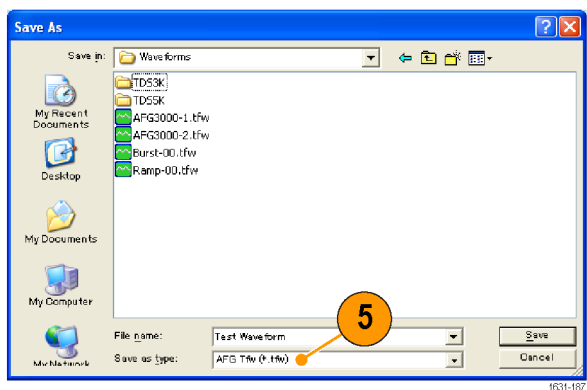 Save As
Save in:
Waveforms
My Recent
Documents
Desktop
My Documents
My Computer
My Network
TDS3K
TDS5K
AFG3000-1.tfw
AFG3000-2.tfw
Burst-00.tfw
Ramp-00.tfw
5
File name:
Test Waveform
Save
Save as type:
AFG Tfw (*.tfw)
Cancel
1631-187